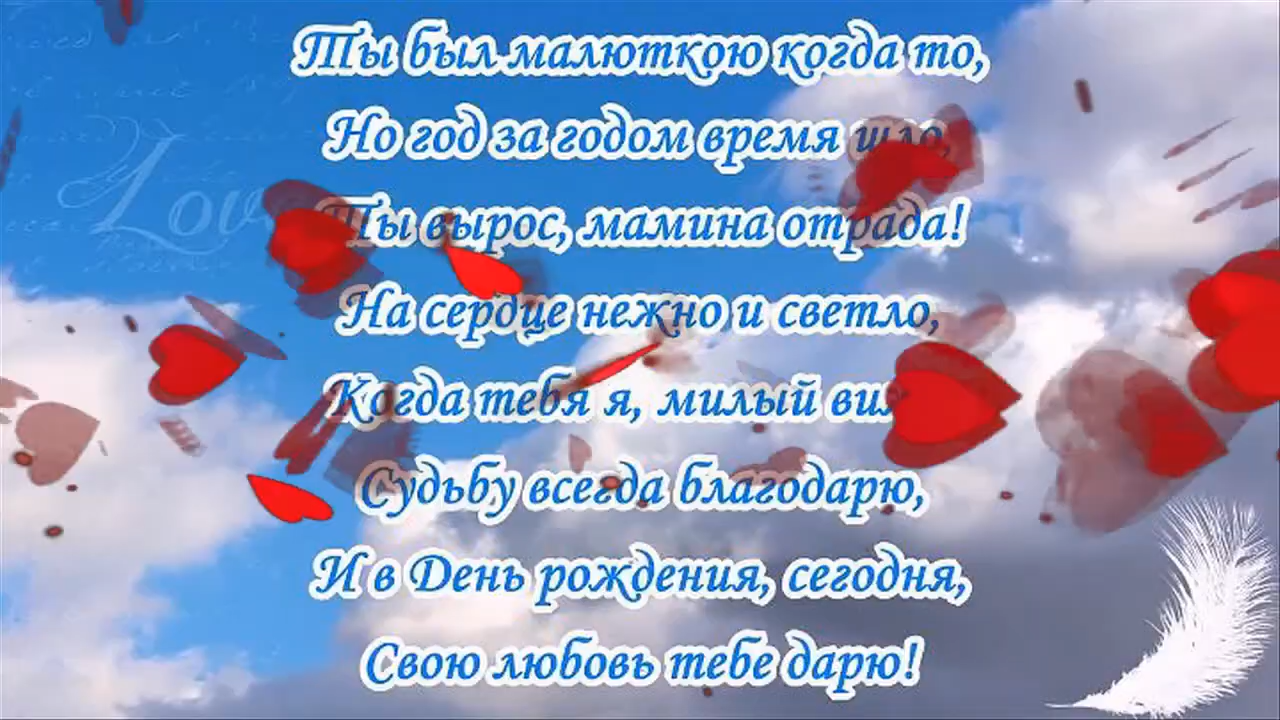 Love
Ты был малюткою когда то,
Но год за годом время шло,
Ты вырос, мамина отрада!
На сердце нежно и светло,
Когда тебя я, милый
Судьбу всегда благодарю,
И в День рождения, сегодня,
Свою любовь тебе дарю!